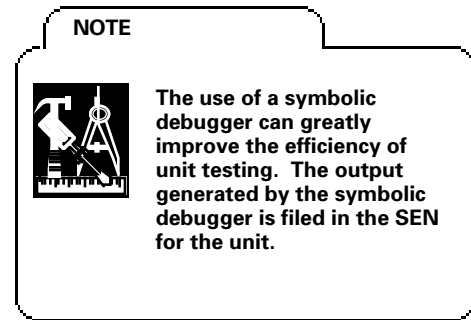 NOTE
The use of a symbolic
debugger can greatly
improve the efficiency of
unit testing. The output
generated by the symbolic
debugger is filed in the SEN
for the unit.